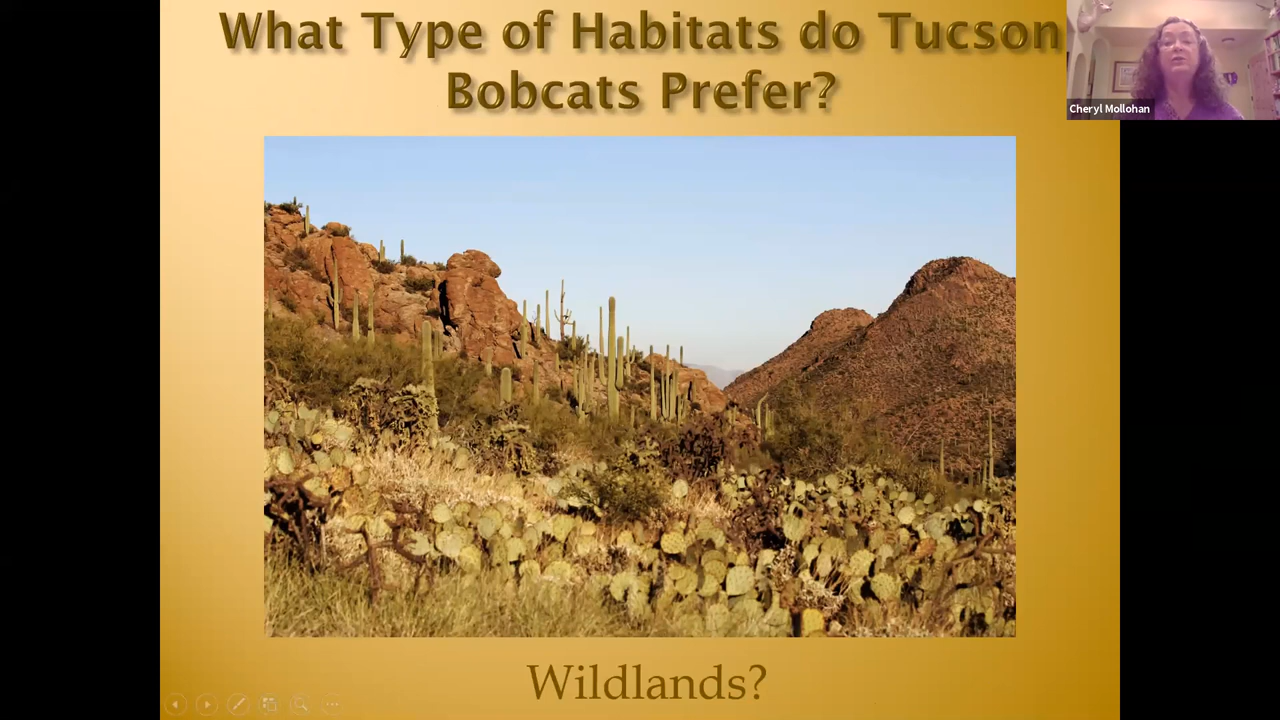 What Type of Habitats do Tucson
Bobcats Prefer?
Cheryl Mollohan
Wildlands?